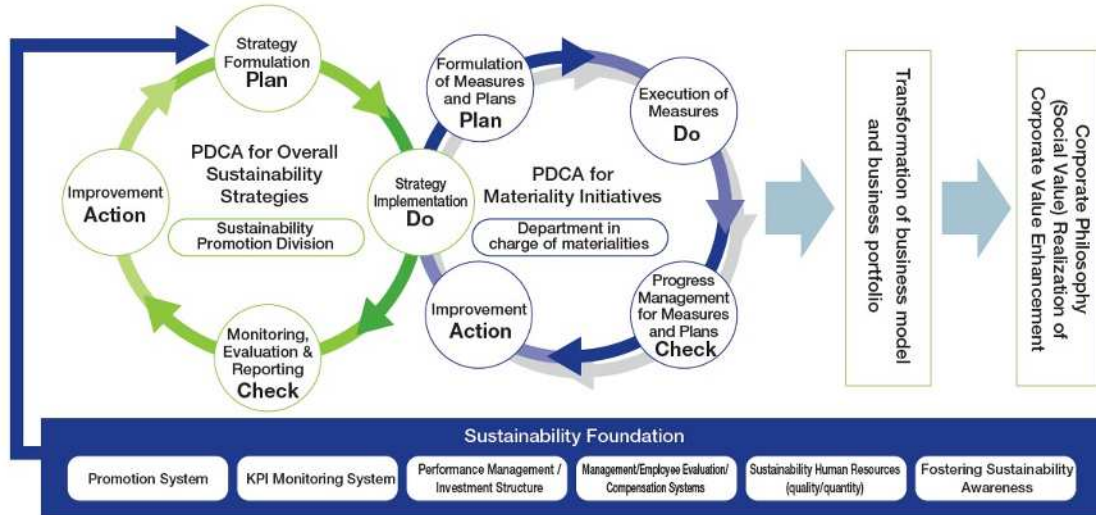 Strategy
Formulation
Plan
PDCA for Overall
Sustainability
Strategies
Sustainability
Promotion Division
Improvement
Action
Strategy
Implementation
Do
Monitoring,
Evaluation &
Reporting
Check
Formulation
of Measures
and Plans
Plan
Execution of
Measures
Do
PDCA for
Materiality Initiatives
Department in
charge of materialities
Improvement
Action
Progress
Management
for Measures
and Plans
Check
Transformation of business model
and business portfolio
Corporate Philosophy
(Social Value) Realization of
Corporate Value Enhancement
Sustainability Foundation
Promotion System
KPI Monitoring System
Performance Management /
Investment Structure
Management/Employee Evaluation/
Compensation Systems
Sustainability Human Resources
(quality/quantity)
Fostering Sustainability
Awareness